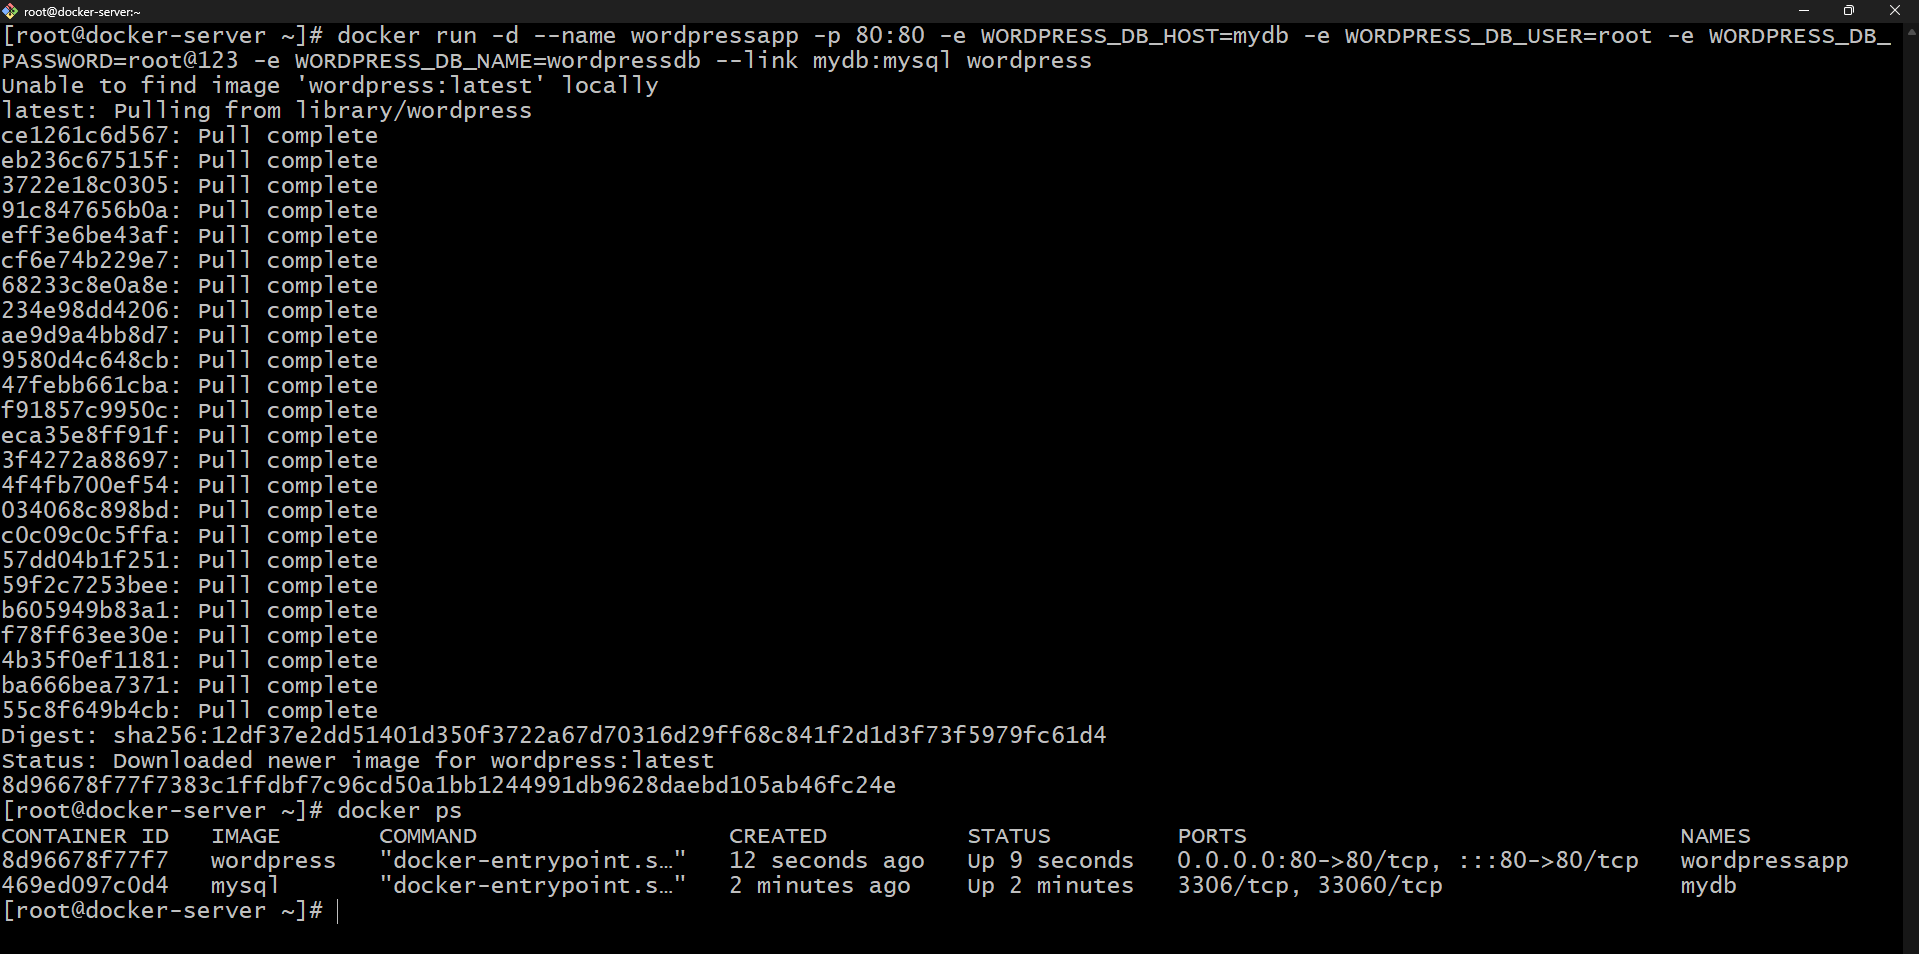 root@docker-server:~
[root@docker-server ~]# docker run -d --name wordpressapp -p 80:80 -e WORDPRESS_DB_HOST=mydb -e WORDPRESS_DB_USER=root -e WORDPRESS_DB_
PASSWORD=root@123 -e WORDPRESS_DB_NAME=wordpressdb --link mydb:mysql wordpress
Unable to find image 'wordpress:latest' locally
latest: Pulling from library/wordpress
ce1261c6d567: Pull complete
eb236c67515f: Pull complete
3722e18c0305: Pull complete
91c847656b0a: Pull complete
eff3e6be43af: Pull complete
cf6e74b229e7: Pull complete
68233c8e0a8e: Pull complete
234e98dd4206: Pull complete
ae9d9a4bb8d7: Pull complete
9580d4c648cb: Pull complete
47febb661cba: Pull complete
f91857c9950c: Pull complete
eca35e8ff91f: Pull complete
3f4272a88697: Pull complete
4f4fb700ef54: Pull complete
034068c898bd: Pull complete
c0c09c0c5ffa: Pull complete
57dd04b1f251: Pull complete
59f2c7253bee: Pull complete
b605949b83a1: Pull complete
f78ff63ee30e: Pull complete
4b35f0ef1181: Pull complete
ba666bea7371: Pull complete
55c8f649b4cb: Pull complete
Digest: sha256:12df37e2dd51401d350f3722a67d70316d29ff68c841f2d1d3f73f5979fc61d4
Status: Downloaded newer image for wordpress:latest
8d96678f77f7383c1ffdbf7c96cd50a1bb1244991db9628daebd105ab46fc24e
[root@docker-server ~]# docker ps
CONTAINER ID   IMAGE       COMMAND                  CREATED          STATUS         PORTS                               NAMES
8d96678f77f7   wordpress   "docker-entrypoint.s…"   12 seconds ago   Up 9 seconds   0.0.0.0:80->80/tcp, :::80->80/tcp   wordpressapp
469ed097c0d4   mysql       "docker-entrypoint.s…"   2 minutes ago    Up 2 minutes   3306/tcp, 33060/tcp                 mydb
[root@docker-server ~]#